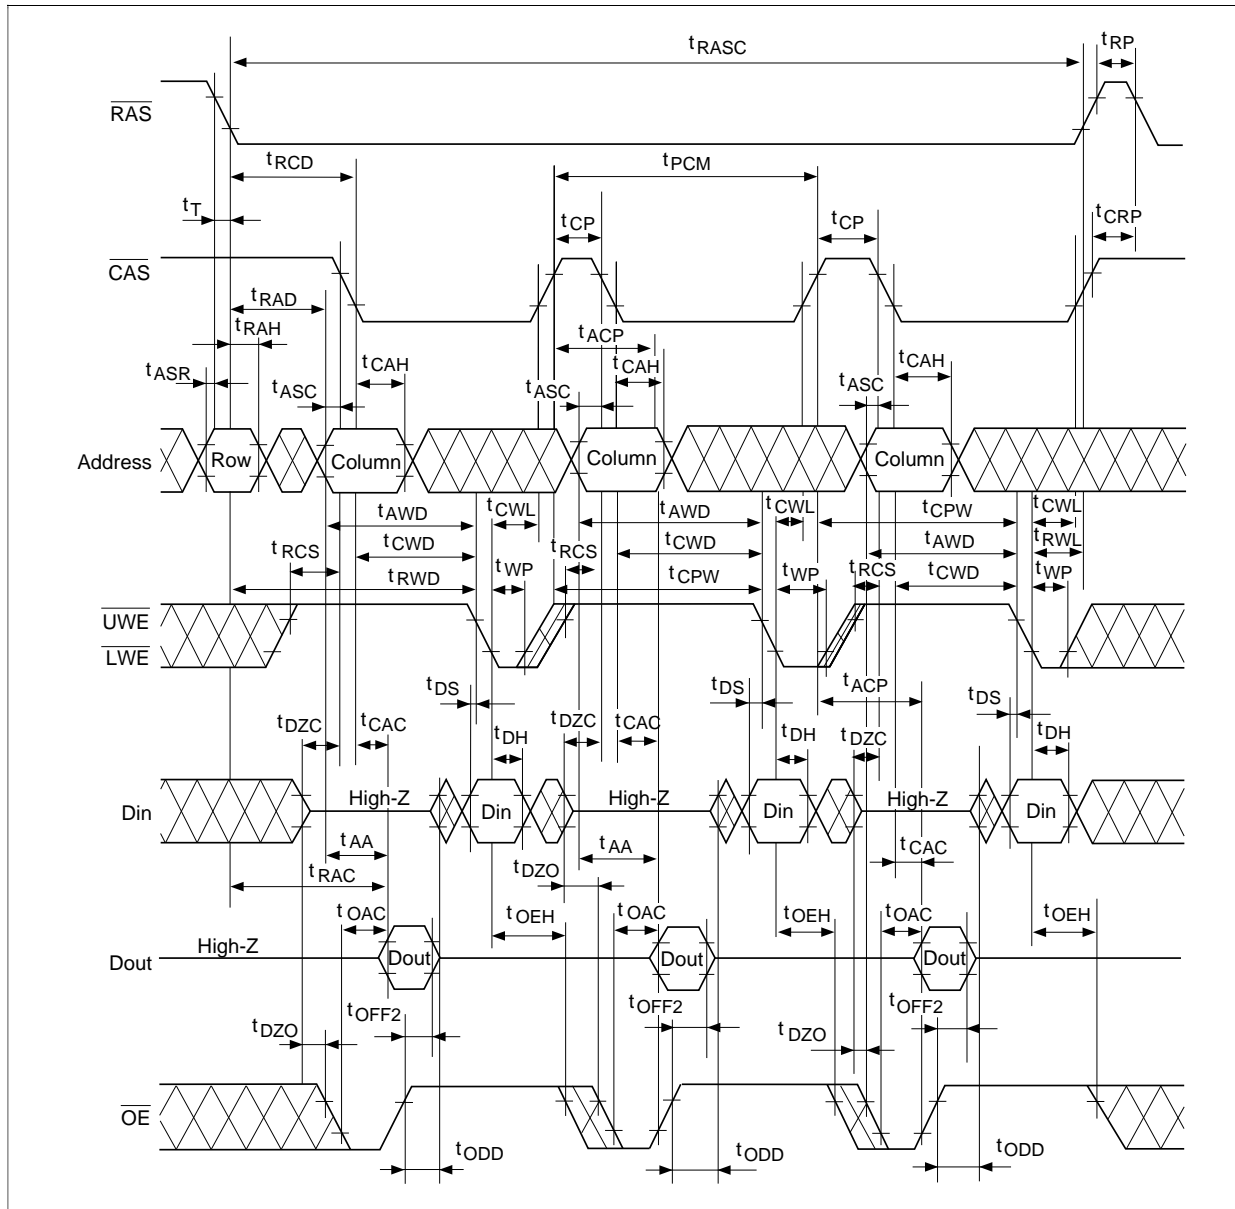 tRASC
tRP
RAS
tRCD
tPCM
tT
tCP
tCP
tCRP
CAS
tRAD
tRAH
tACP
tASR
tCAH
tCAH
tCAH
tASC
tASC
tASC
Address
Row
Column
Column
Column
tAWD
tCWL
tAWD
tCWL
tCPW
tCWL
tRCS
tCWD
tRCS
tCWD
tAWD
tRWL
tRWD
tWP
tCPW
tWP
tRCS
tCWD
tWP
UWE
LWE
tDS
tDS
tACP
tDS
tDZC
tCAC
tDZC
tCAC
tDH
tDH
tDZC
tDH
Din
High-Z
Din
High-Z
Din
High-Z
Din
tAA
tAA
tCAC
tRAC
tDZO
tOAC
tOEH
tOAC
tOEH
tOAC
tOEH
High-Z
Dout
Dout
Dout
Dout
tOFF2
tOFF2
tOFF2
tDZO
tDZO
OE
tODD
tODD
tODD